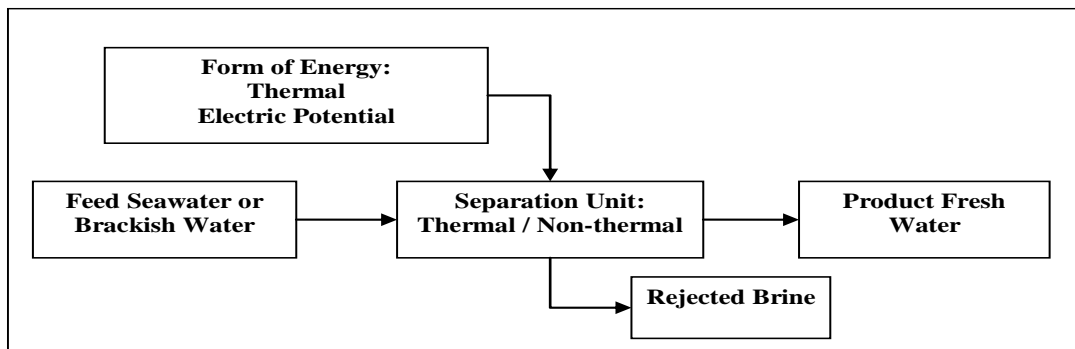 Form of Energy:
Thermal
Electric Potential
Feed Seawater or
Brackish Water
Separation Unit:
Thermal / Non-thermal
Product Fresh
Water
Rejected Brine